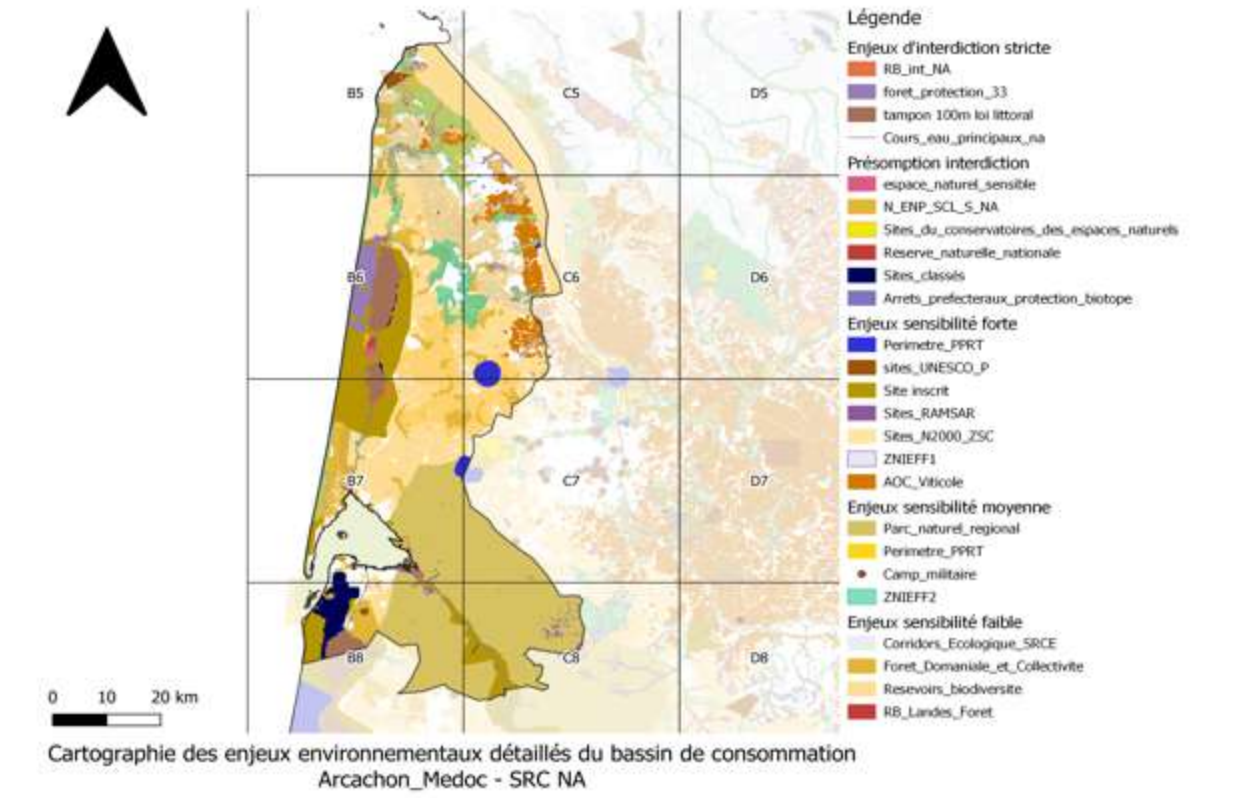 Légende
Enjeux d'interdiction stricte
RB_int_NA
foret_protection_33
tampon 100m loi littoral
Cours_eau_principaux_na
Présomption interdiction
espace_naturel_sensible
N_ENP_SCL_S_NA
Sites_du_conservatoires_des_espaces_naturels
Reserve_naturelle_nationale
Sites_classés
Arrets_prefecteraux_protection_biotope
Enjeux sensibilité forte
Perimetre_PPRT
sites_UNESCO_P
Site inscrit
Sites_RAMSAR
Sites_N2000_ZSC
ZNIEFF1
AOC_Viticole
Enjeux sensibilité moyenne
Parc_naturel_regional
Perimetre_PPRT
Camp_militaire
ZNIEFF2
Enjeux sensibilité faible
Corridors_Ecologique_SRCE
Foret_Domaniale_et_Collectivite
Resevoirs_biodiversite
RB_Landes_Foret
B5 C5 D5
B6 C6 D6
B7 C7 D7
B8 C8 D8
0 10 20 km
Cartographie des enjeux environnementaux détaillés du bassin de consommation
Arcachon_Medoc - SRC NA